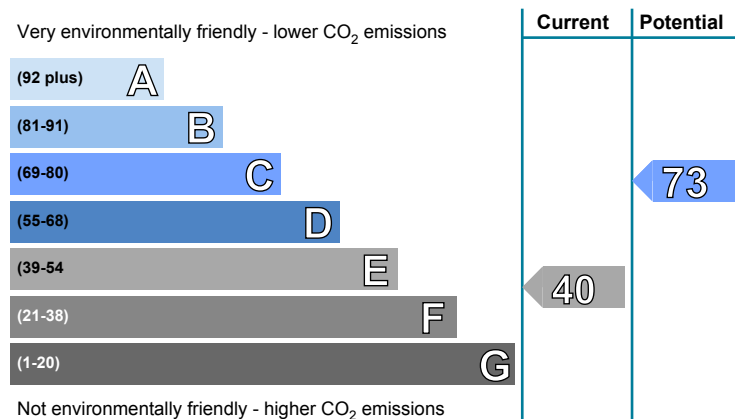 Very environmentally friendly - lower CO₂ emissions
Current
Potential
(92 plus) A
(81-91) B
(69-80) C
73
(55-68) D
(39-54 E
40
(21-38) F
(1-20) G
Not environmentally friendly - higher CO₂ emissions